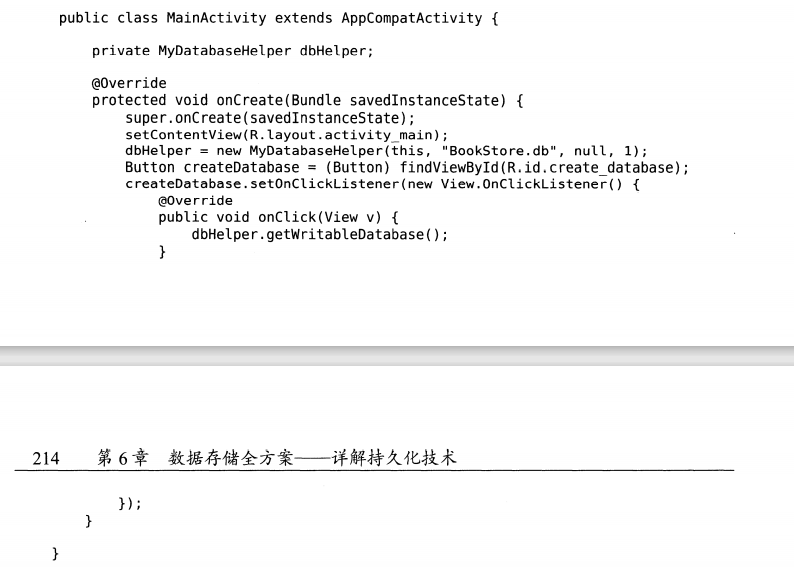 public class MainActivity extends AppCompatActivity {
private MyDatabaseHelper dbHelper;
@Override
protected void onCreate(Bundle savedInstanceState) {
super.onCreate(savedInstanceState);
setContentView(R.layout.activity_main);
dbHelper = new MyDatabaseHelper(this, "BookStore.db", null, 1);
Button createDatabase = (Button) findViewById(R.id.create_database);
createDatabase.setOnClickListener(new View.OnClickListener() {
@Override
public void onClick(View v) {
dbHelper.getWritableDatabase();
}
214 第 6 章 数据存储全方案——详解持久化技术
});
}
}